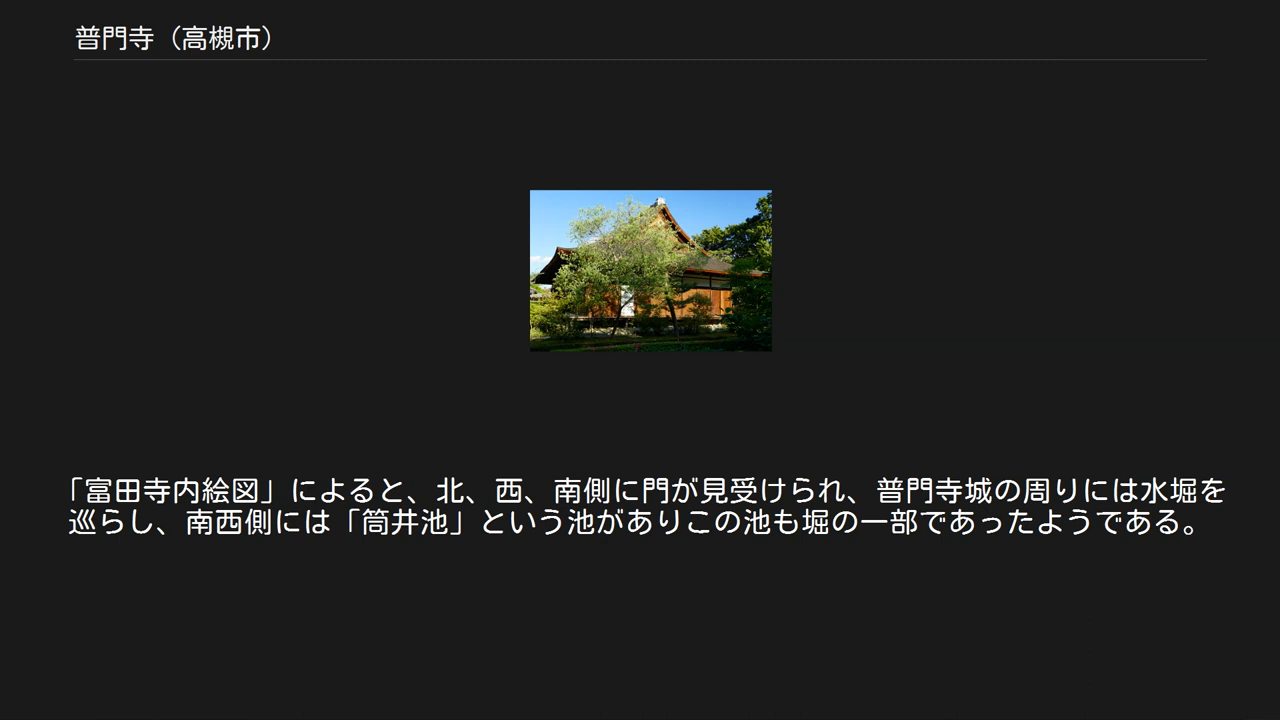 普門寺（高槻市）
「富田寺内絵図」によると、北、西、南側に門が見受けられ、普門寺城の周りには水堀を
巡らし、南西側には「筒井池」という池がありこの池も堀の一部であったようである。